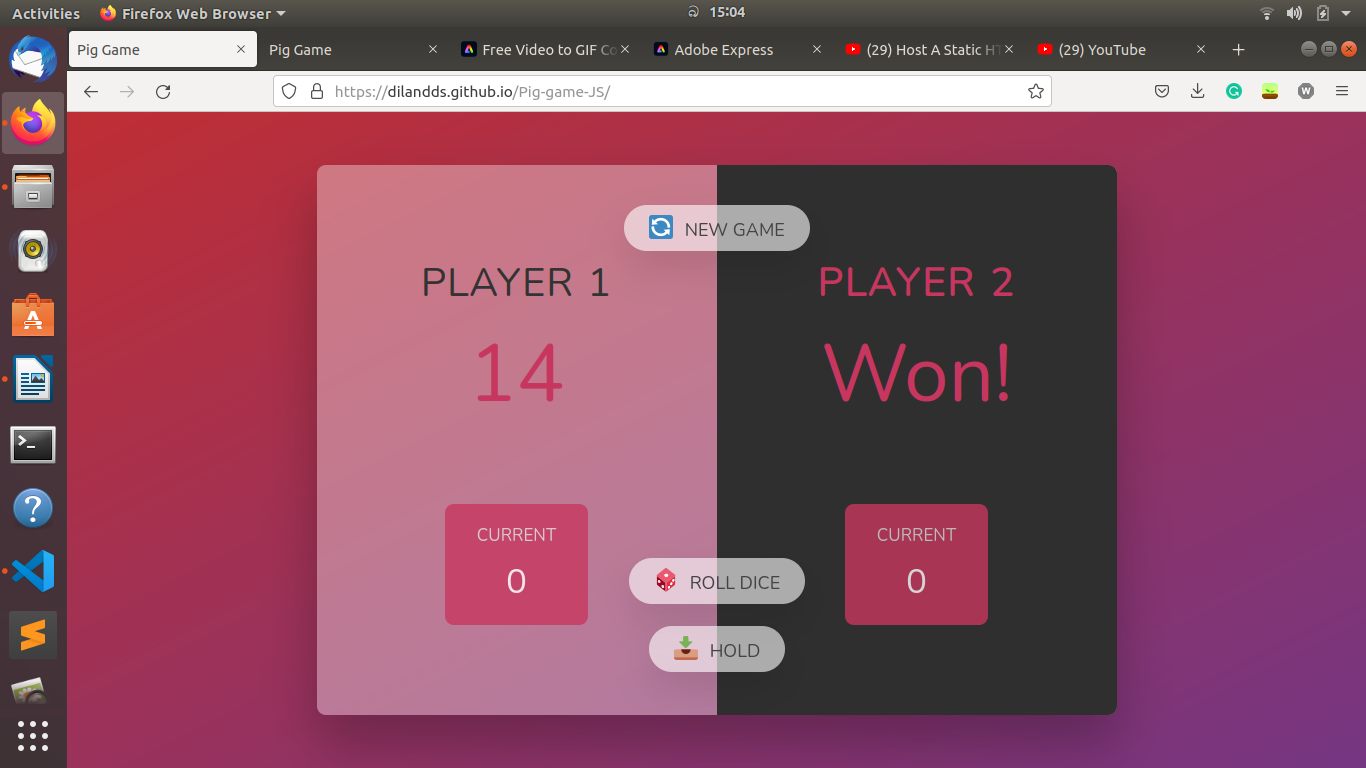 Activities Firefox Web Browser 15:04
Pig Game Pig Game Free Video to GIF Co Adobe Express (29) Host A Static HT (29) YouTube
https://dilandds.github.io/Pig-game-JS/
NEW GAME
PLAYER 1
14
CURRENT
0
PLAYER 2
Won!
CURRENT
0
ROLL DICE
HOLD